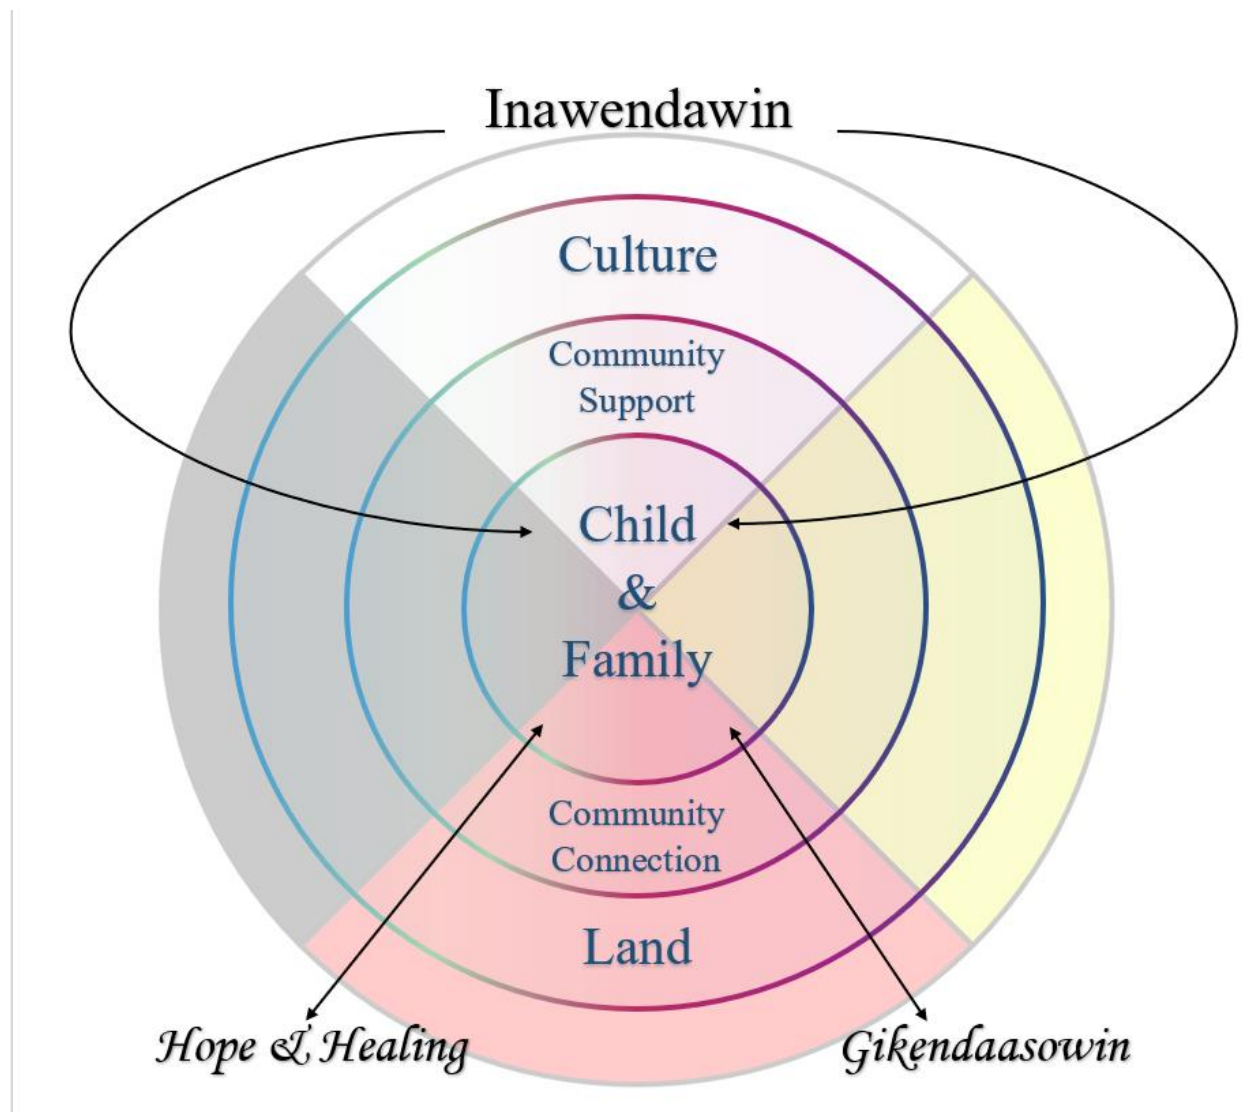 Inawendawin
Culture
Community
Support
Child
&
Family
Community
Connection
Land
Hope & Healing
Gikendaasowin